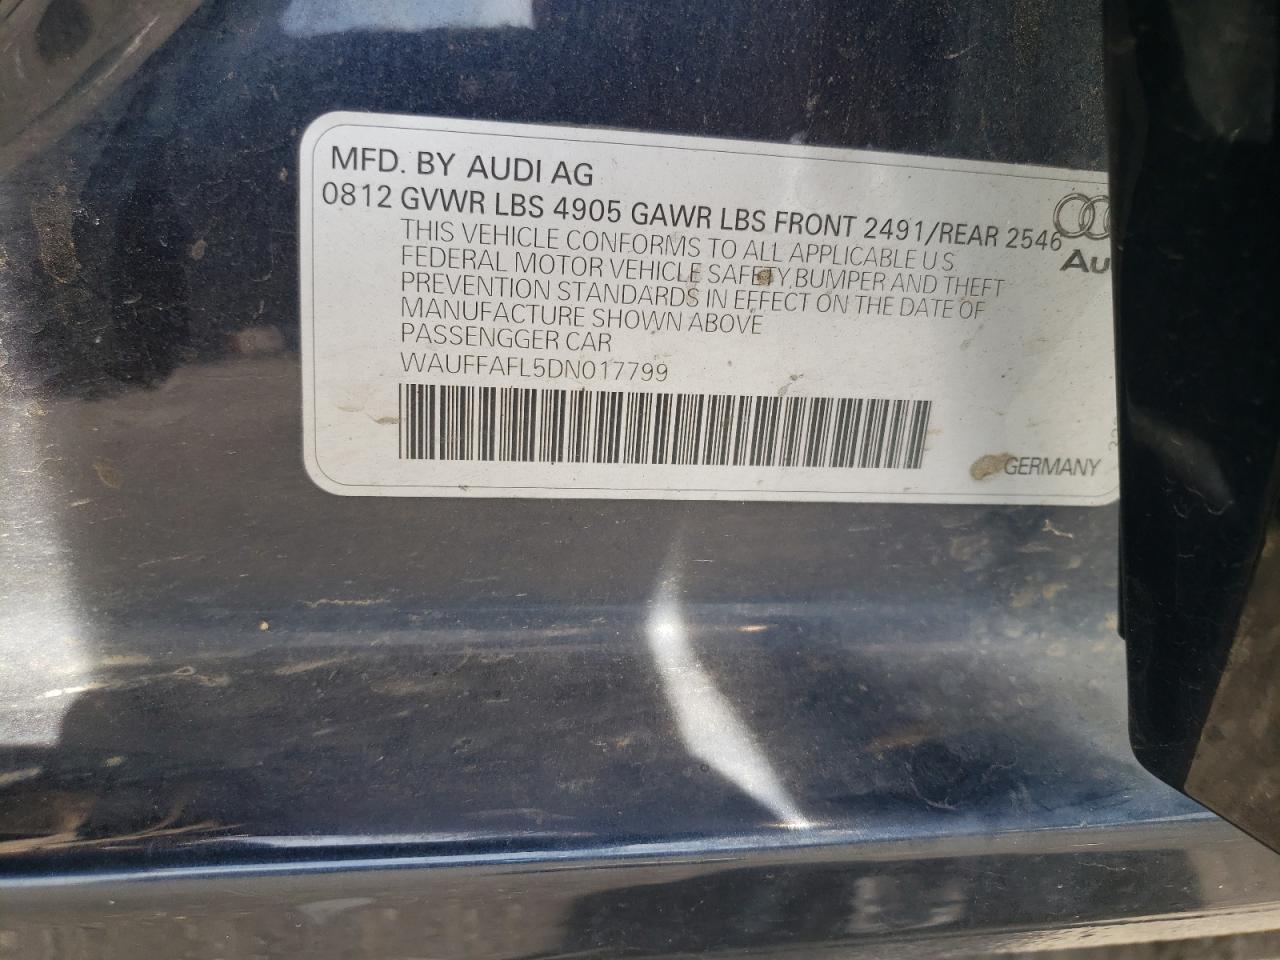 MFD. BY AUDI AG
0812 GVWR LBS 4905 GAWR LBS FRONT 2491/REAR 2546
THIS VEHICLE CONFORMS TO ALL APPLICABLE U.S.
FEDERAL MOTOR VEHICLE SAFETY, BUMPER AND THEFT
PREVENTION STANDARDS IN EFFECT ON THE DATE OF
MANUFACTURE SHOWN ABOVE
PASSENGGER CAR
WAUFFAFL5DN017799
Au
GERMANY